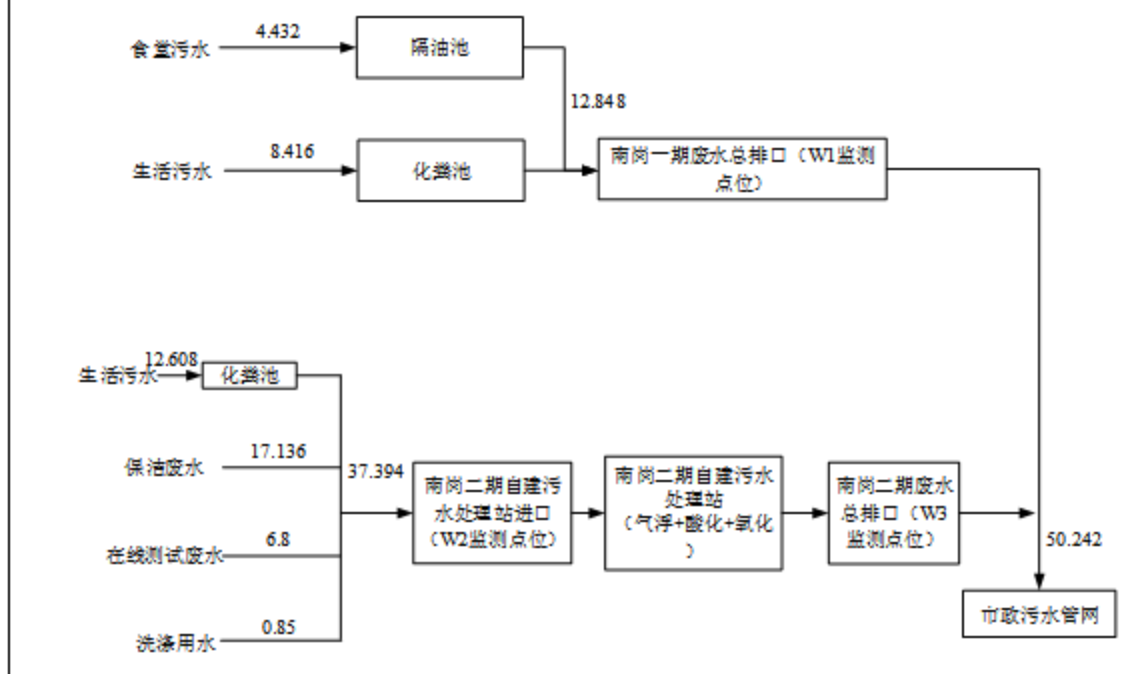 4.432
食堂污水
隔油池
12.848
8.416
生活污水
化粪池
南岗一期废水总排口（W1监测
点位）
12.608
生活污水
化粪池
17.136
保洁废水
37.394
南岗二期自建污
水处理站进口
（W2监测点位）
南岗二期自建污水
处理站
（气浮+酸化+氧化
）
南岗二期废水
总排口（W3
监测点位）
6.8
在线测试废水
50.242
0.85
洗涤用水
市政污水管网